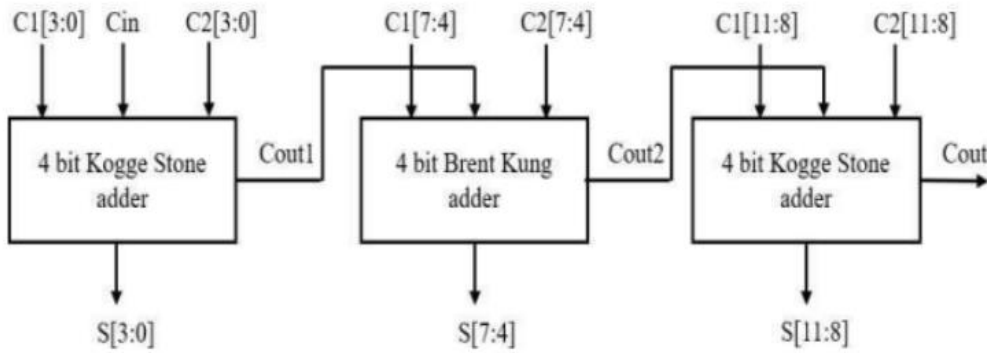 C1[3:0] Cin C2[3:0] C1[7:4] C2[7:4] C1[11:8] C2[11:8]
4 bit Kogge Stone
adder
Cout1
4 bit Brent Kung
adder
Cout2
4 bit Kogge Stone
adder
Cout
S[3:0] S[7:4] S[11:8]